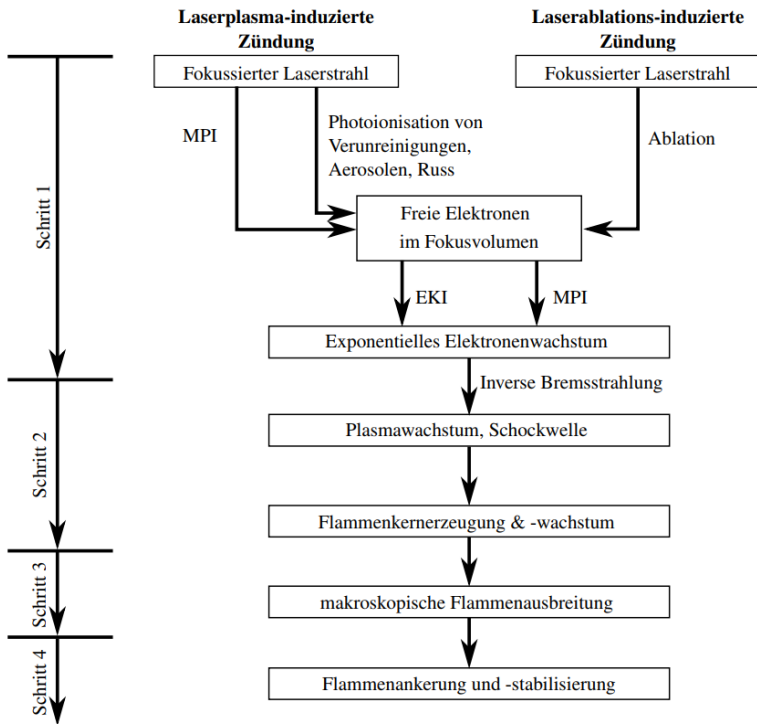 Laserplasma-induzierte
Zündung
Laserablations-induzierte
Zündung
Fokussierter Laserstrahl
Fokussierter Laserstrahl
MPI
Photoionisation von
Verunreinigungen,
Aerosolen, Russ
Ablation
Schritt 1
Freie Elektronen
im Fokusvolumen
EKI
MPI
Exponentielles Elektronenwachstum
Inverse Bremsstrahlung
Schritt 2
Plasmawachstum, Schockwelle
Flammenkernerzeugung & -wachstum
Schritt 3
makroskopische Flammenausbreitung
Schritt 4
Flammenankerung und -stabilisierung